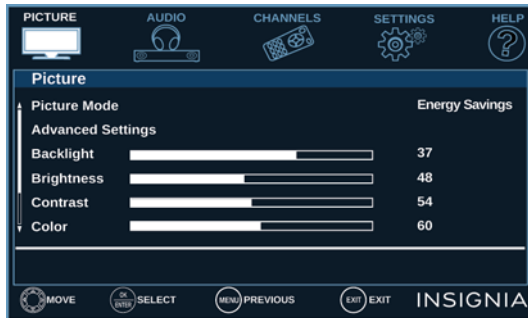 PICTURE AUDIO CHANNELS SETTINGS HELP
Picture
Picture Mode Energy Savings
Advanced Settings
Backlight 37
Brightness 48
Contrast 54
Color 60
MOVE OK ENTER SELECT MENU PREVIOUS EXIT EXIT INSIGNIA